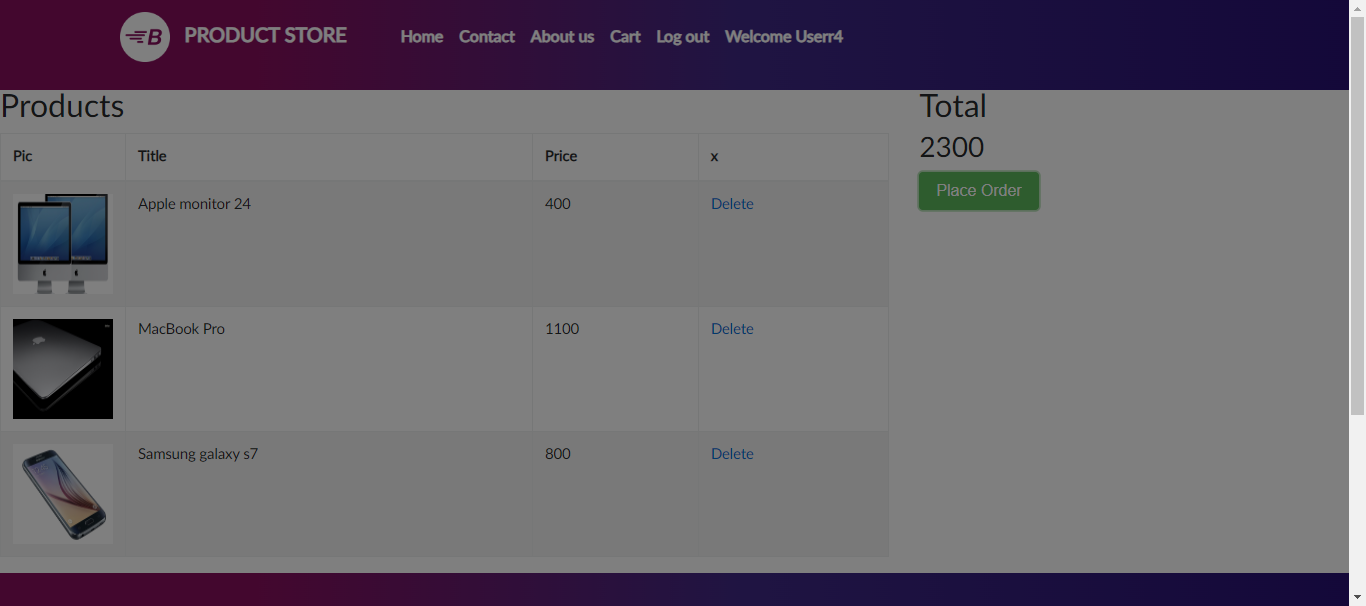 B PRODUCT STORE Home Contact About us Cart Log out Welcome Userr4
Products
Total
2300
Place Order
Pic Title Price x
Apple monitor 24 400 Delete
MacBook Pro 1100 Delete
Samsung galaxy s7 800 Delete